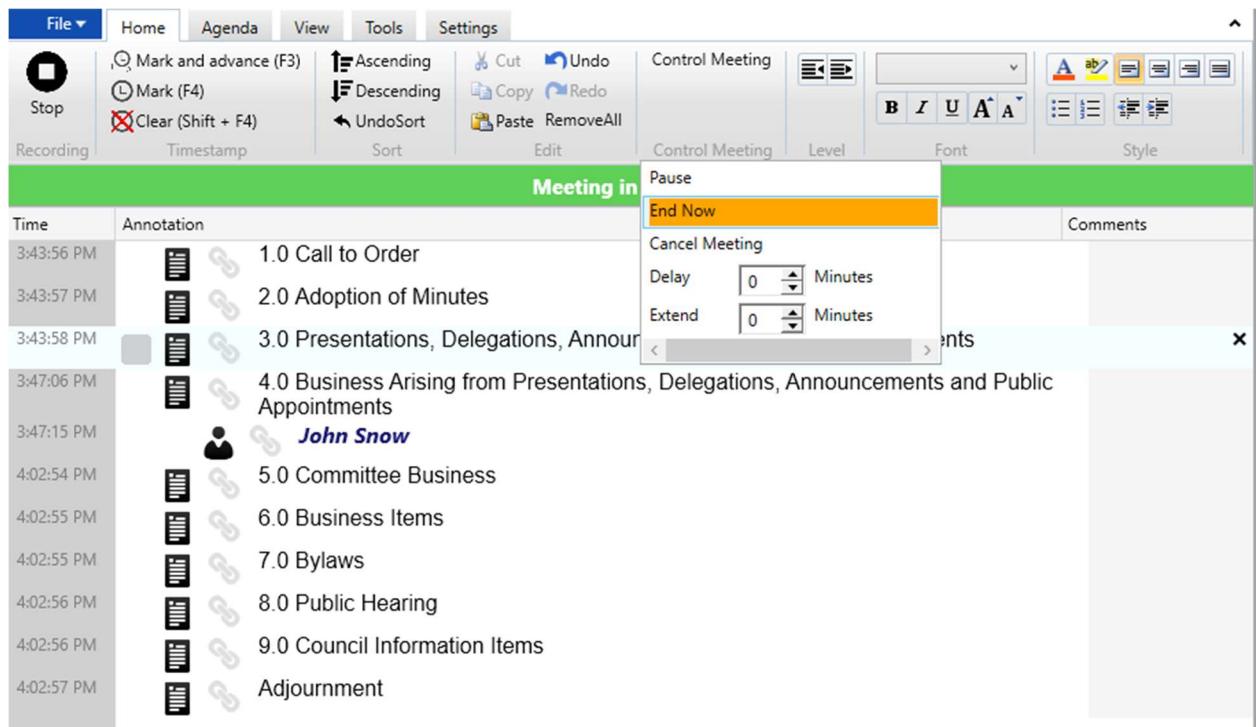 File
Home Agenda View Tools Settings
Stop
Recording
Mark and advance (F3)
Mark (F4)
Clear (Shift + F4)
Timestamp
Ascending
Descending
UndoSort
Sort
Cut Undo
Copy Redo
Paste RemoveAll
Edit
Control Meeting
Control Meeting
Level
B I U A A
Font
A ab
Style
Meeting in
Pause
End Now
Cancel Meeting
Delay 0 Minutes
Extend 0 Minutes
Time Annotation Comments
3:43:56 PM 1.0 Call to Order
3:43:57 PM 2.0 Adoption of Minutes
3:43:58 PM 3.0 Presentations, Delegations,
3:47:06 PM 4.0 Business Arising from Presentations, Delegations, Announcements and Public
Appointments
3:47:15 PM John Snow
4:02:54 PM 5.0 Committee Business
4:02:55 PM 6.0 Business Items
4:02:55 PM 7.0 Bylaws
4:02:56 PM 8.0 Public Hearing
4:02:56 PM 9.0 Council Information Items
4:02:57 PM Adjournment